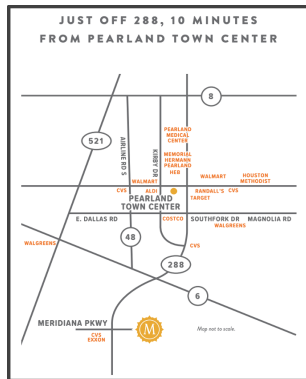 JUST OFF 288, 10 MINUTES
FROM PEARLAND TOWN CENTER
8
521
AIRLINE RD S
KIRBY DR
PEARLAND
MEDICAL
CENTER
MEMORIAL
HERMANN
PEARLAND
HEB
WALMART
WALMART
HOUSTON
METHODIST
CVS
ALDI
RANDALL'S
CVS
TARGET
PEARLAND
TOWN CENTER
E. DALLAS RD
COSTCO
SOUTHFORK DR
MAGNOLIA RD
WALGREENS
48
WALGREENS
CVS
288
6
MERIDIANA PKWY
M
Map not to scale.
CVS
EXXON